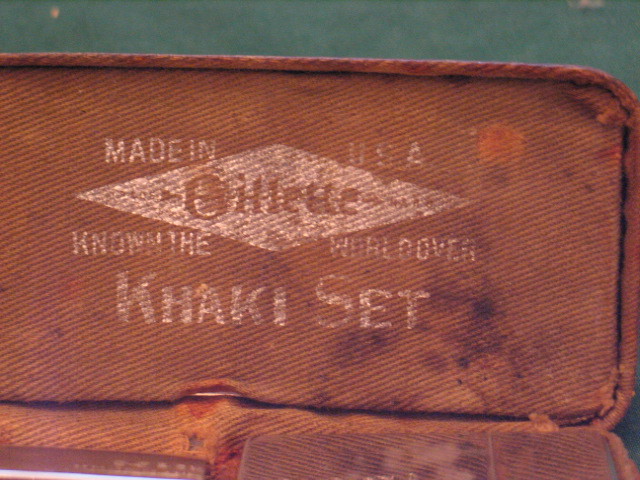 MADE IN U.S.A
Gillette
KNOWN THE WORLD OVER
KHAKI SET